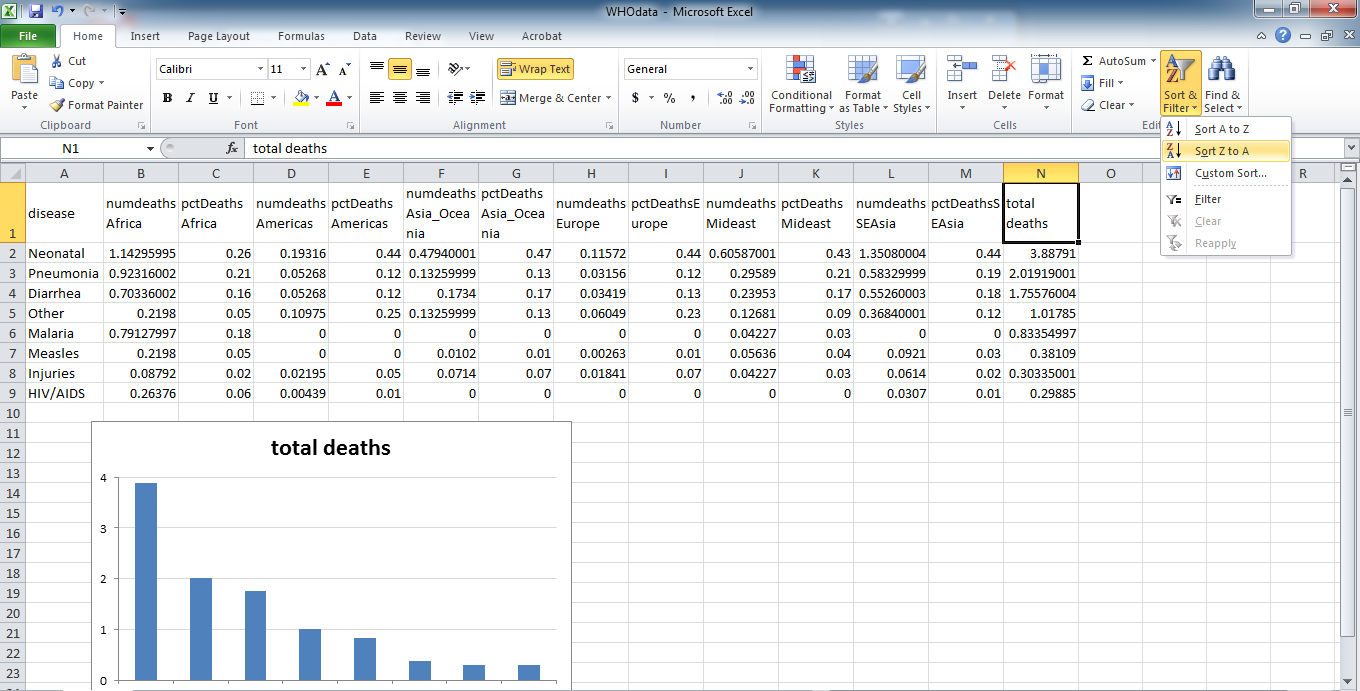 WHOdata - Microsoft Excel
File Home Insert Page Layout Formulas Data Review View Acrobat
Paste Cut Copy Format Painter
Clipboard
Calibri 11
B I U A
Font
Wrap Text
Merge & Center
Alignment
General
$ % ,
Number
Conditional Formatting Format as Table Cell Styles
Styles
Insert Delete Format
Cells
Σ AutoSum
Fill
Clear
Sort & Filter Find & Select
Edit
Sort A to Z
Sort Z to A
Custom Sort...
Filter
Clear
Reapply
N1 fx total deaths
A B C D E F G H I J K L M N O R
1 disease numdeaths Africa pctDeaths Africa numdeaths Americas pctDeaths Americas numdeaths Asia_Ocea nia pctDeaths Asia_Ocea nia numdeaths Europe pctDeathsE urope numdeaths Mideast pctDeaths Mideast numdeaths SEAsia pctDeathsS EAsia total deaths
2 Neonatal 1.14295995 0.26 0.19316 0.44 0.47940001 0.47 0.11572 0.44 0.60587001 0.43 1.35080004 0.44 3.88791
3 Pneumonia 0.92316002 0.21 0.05268 0.12 0.13259999 0.13 0.03156 0.12 0.29589 0.21 0.58329999 0.19 2.01919001
4 Diarrhea 0.70336002 0.16 0.05268 0.12 0.1734 0.17 0.03419 0.13 0.23953 0.17 0.55260003 0.18 1.75576004
5 Other 0.2198 0.05 0.10975 0.25 0.13259999 0.13 0.06049 0.23 0.12681 0.09 0.36840001 0.12 1.01785
6 Malaria 0.79127997 0.18 0 0 0 0 0 0 0.04227 0.03 0 0 0.83354997
7 Measles 0.2198 0.05 0 0 0.0102 0.01 0.00263 0.01 0.05636 0.04 0.0921 0.03 0.38109
8 Injuries 0.08792 0.02 0.02195 0.05 0.0714 0.07 0.01841 0.07 0.04227 0.03 0.0614 0.02 0.30335001
9 HIV/AIDS 0.26376 0.06 0.00439 0.01 0 0 0 0 0 0 0.0307 0.01 0.29885
10
11
12
13
14
15
16
17
18
19
20
21
22
23
total deaths
4
3
2
1
0